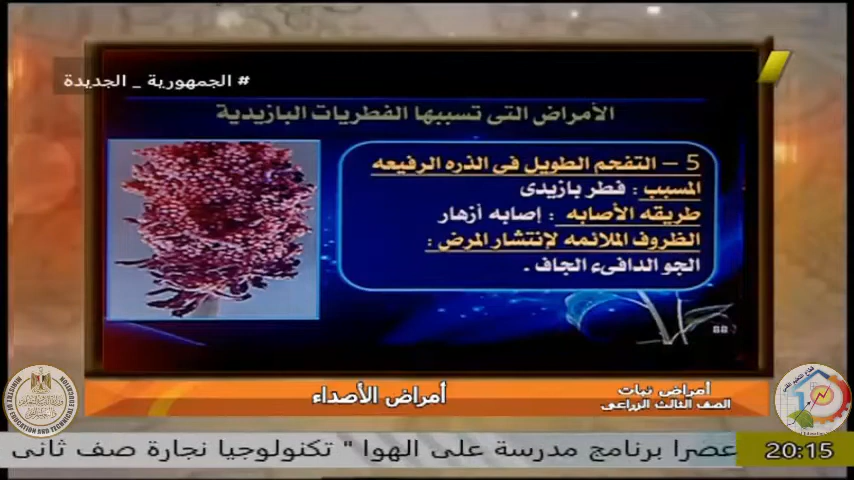 # الجمهورية _ الجديدة
الأمراض التى تسببها الفطريات البازيدية
5 – التفحم الطويل فى الذره الرفيعه
المسبب : فطر بازيدى
طريقه الأصابه : إصابه أزهار
الظروف الملائمه لإنتشار المرض :
الجو الدافىء الجاف .
88
أمراض نبات
الصف الثالث الزراعى
أمراض الأصداء
عصرا برنامج مدرسة على الهوا " تكنولوجيا نجارة صف ثانى
20:15